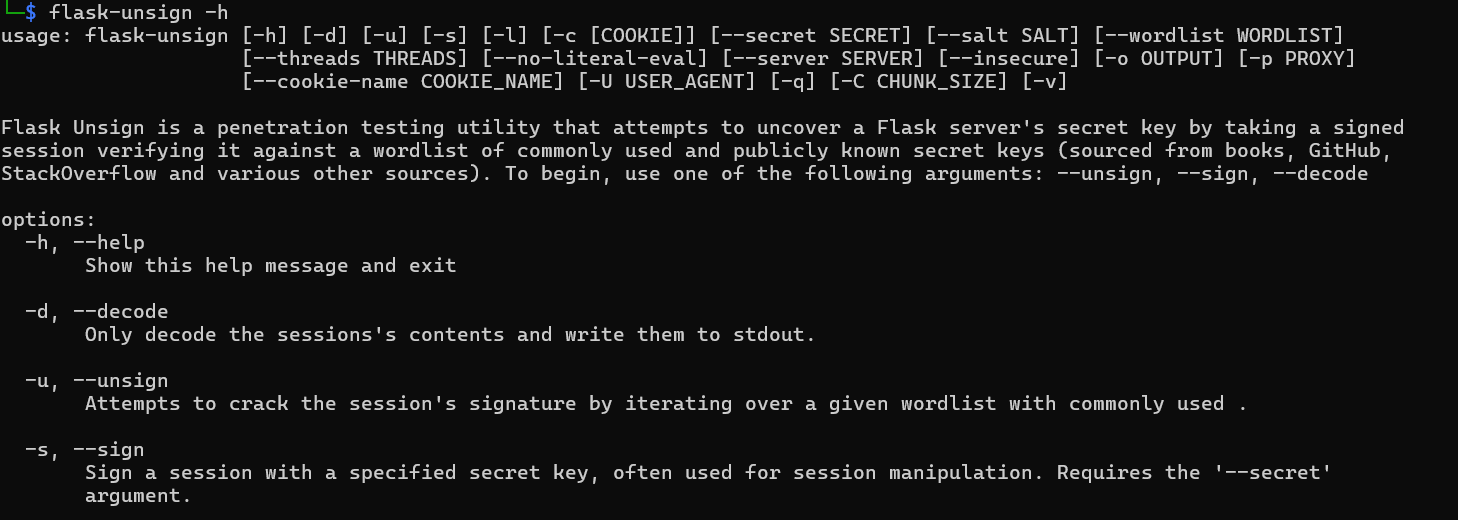 └─$ flask-unsign -h
usage: flask-unsign [-h] [-d] [-u] [-s] [-l] [-c [COOKIE]] [--secret SECRET] [--salt SALT] [--wordlist WORDLIST]
[--threads THREADS] [--no-literal-eval] [--server SERVER] [--insecure] [-o OUTPUT] [-p PROXY]
[--cookie-name COOKIE_NAME] [-U USER_AGENT] [-q] [-C CHUNK_SIZE] [-v]
Flask Unsign is a penetration testing utility that attempts to uncover a Flask server's secret key by taking a signed
session verifying it against a wordlist of commonly used and publicly known secret keys (sourced from books, GitHub,
StackOverflow and various other sources). To begin, use one of the following arguments: --unsign, --sign, --decode
options:
-h, --help
Show this help message and exit
-d, --decode
Only decode the sessions's contents and write them to stdout.
-u, --unsign
Attempts to crack the session's signature by iterating over a given wordlist with commonly used .
-s, --sign
Sign a session with a specified secret key, often used for session manipulation. Requires the '--secret'
argument.